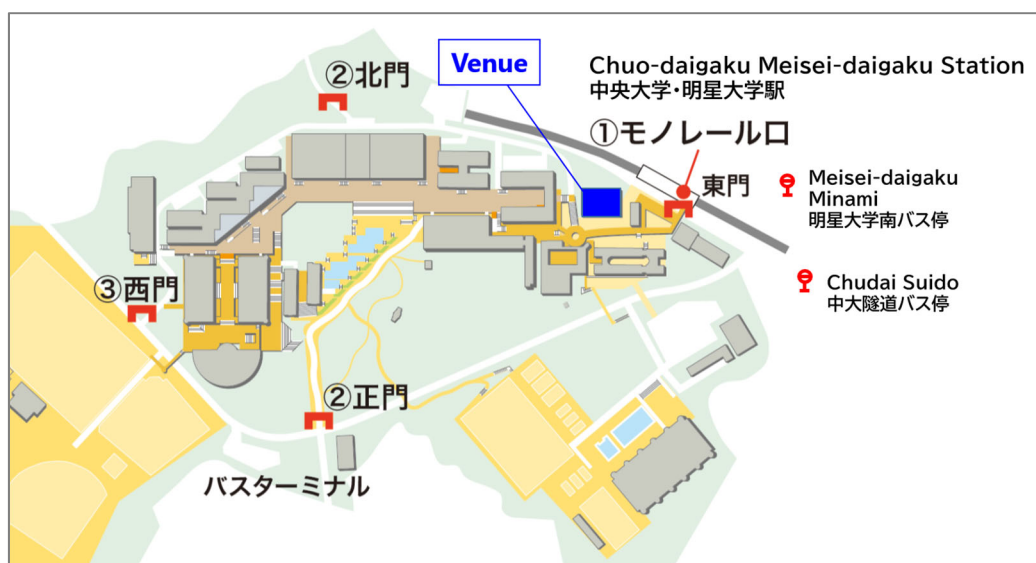 Venue
Chuo-daigaku Meisei-daigaku Station
中央大学・明星大学駅
②北門
①モノレール口
東門
Meisei-daigaku
Minami
明星大学南バス停
③西門
Chudai Suido
中大隧道バス停
②正門
バスターミナル